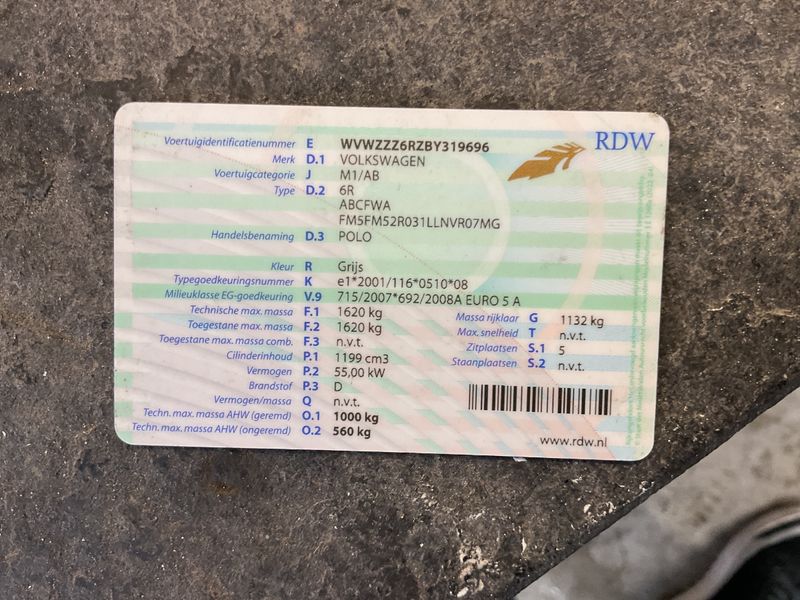 RDW
Voertuigidentificatienummer E WVWZZZ6RZBY319696
Merk D.1 VOLKSWAGEN
Voertuigcategorie J M1/AB
Type D.2 6R
ABCFWA
FM5FM52R031LLNVR07MG
Handelsbenaming D.3 POLO
Kleur R Grijs
Typegoedkeuringsnummer K e1*2001/116*0510*08
Milieuklasse EG-goedkeuring V.9 715/2007*692/2008A EURO 5 A
Technische max. massa F.1 1620 kg
Toegestane max. massa F.2 1620 kg
Toegestane max. massa comb. F.3 n.v.t.
Cilinderinhoud P.1 1199 cm3
Vermogen P.2 55,00 kW
Brandstof P.3 D
Vermogen/massa Q n.v.t.
Techn. max. massa AHW (geremd) O.1 1000 kg
Techn. max. massa AHW (ongeremd) O.2 560 kg
Massa rijklaar G 1132 kg
Max. snelheid T n.v.t.
Zitplaatsen S.1 5
Staanplaatsen S.2 n.v.t.
www.rdw.nl